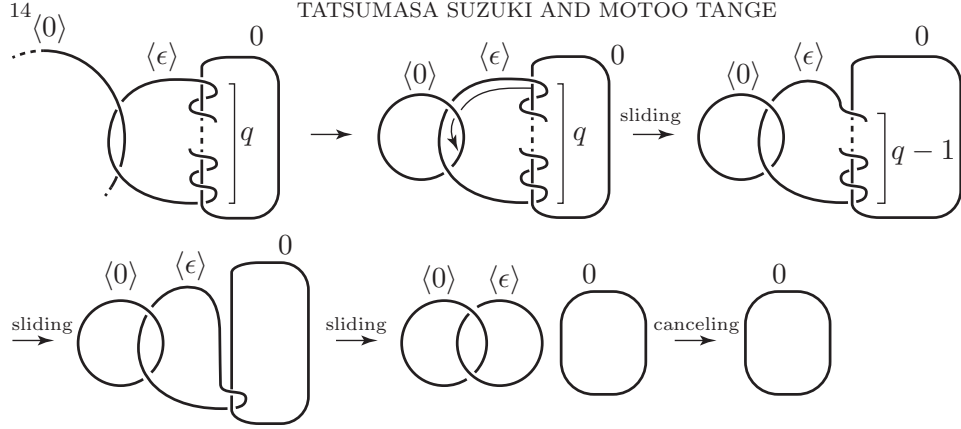 14 TATSUMASA SUZUKI AND MOTOO TANGE
⟨0⟩ ⟨ϵ⟩ 0 q
⟨0⟩ ⟨ϵ⟩ 0 q
sliding
⟨0⟩ ⟨ϵ⟩ 0 q − 1
sliding
⟨0⟩ ⟨ϵ⟩ 0
sliding
⟨0⟩ ⟨ϵ⟩ 0
canceling
0